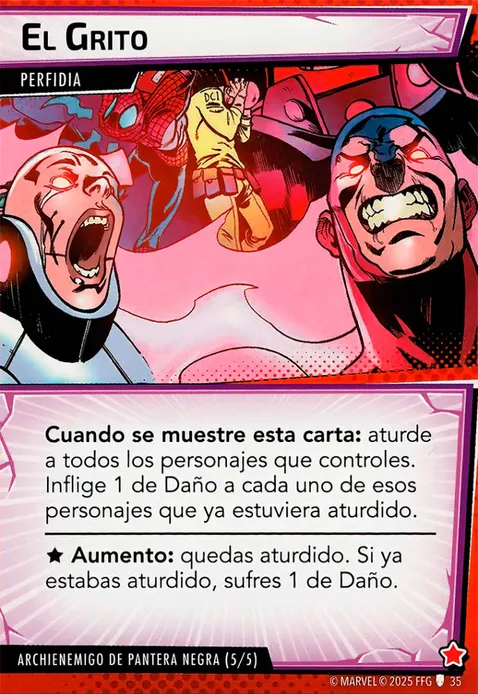 El Grito
PERFIDIA
DCI
Cuando se muestre esta carta: aturde
a todos los personajes que controles.
Inflige 1 de Daño a cada uno de esos
personajes que ya estuviera aturdido.
★ Aumento: quedas aturdido. Si ya
estabas aturdido, sufres 1 de Daño.
ARCHIENEMIGO DE PANTERA NEGRA (5/5)
© MARVEL © 2025 FFG 35